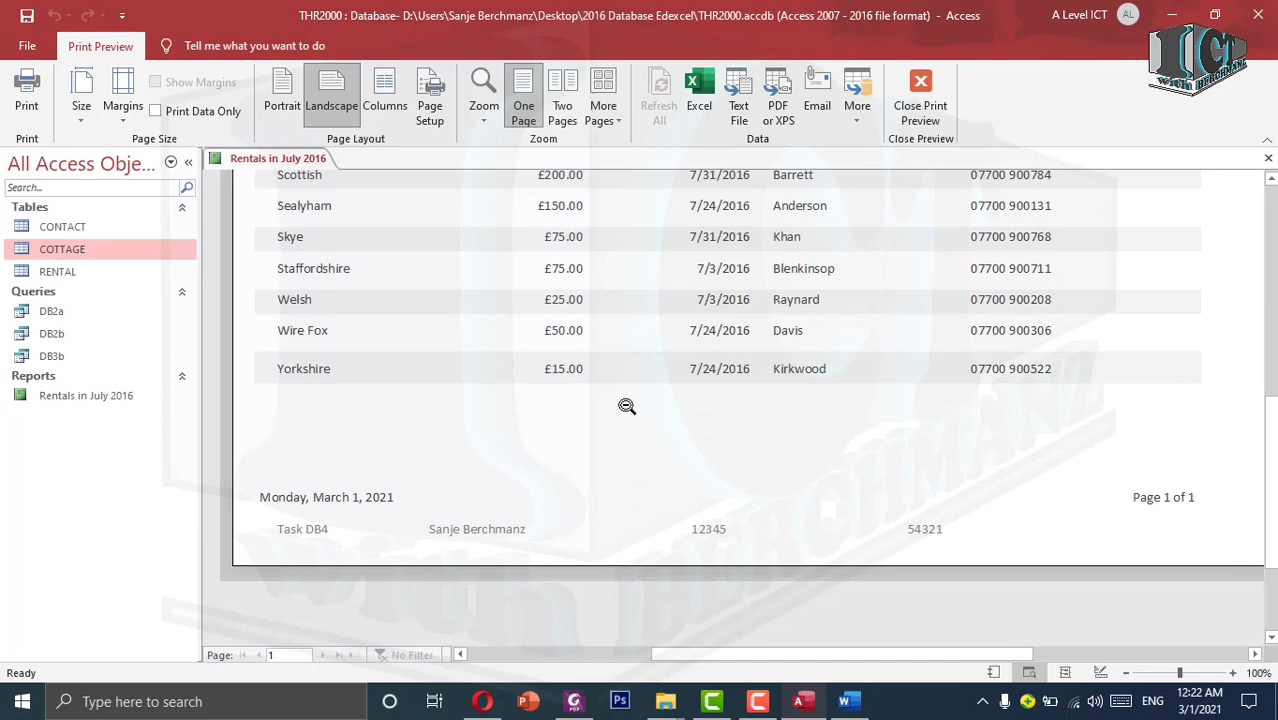 THR2000 : Database- D:\Users\Sanje Berchmanz\Desktop\2016 Database Edexcel\THR2000.accdb (Access 2007 - 2016 file format) - Access
A Level ICT AL
File Print Preview Tell me what you want to do
Print Size Margins Show Margins Print Data Only
Portrait Landscape Columns Page Setup
Zoom One Page Two Pages More Pages
Refresh All Excel Text File PDF or XPS Email More Close Print Preview
Print Page Size Page Layout Zoom Data Close Preview
All Access Obje... «
Search...
Tables
CONTACT
COTTAGE
RENTAL
Queries
DB2a
DB2b
DB3b
Reports
Rentals in July 2016
Rentals in July 2016
Scottish £200.00 7/31/2016 Barrett 07700 900784
Sealyham £150.00 7/24/2016 Anderson 07700 900131
Skye £75.00 7/31/2016 Khan 07700 900768
Staffordshire £75.00 7/3/2016 Blenkinsop 07700 900711
Welsh £25.00 7/3/2016 Raynard 07700 900208
Wire Fox £50.00 7/24/2016 Davis 07700 900306
Yorkshire £15.00 7/24/2016 Kirkwood 07700 900522
Monday, March 1, 2021 Page 1 of 1
Task DB4 Sanje Berchmanz 12345 54321
Page: 1 No Filter
Ready 100%
Type here to search
ENG
12:22 AM
3/1/2021
ICT
WITH BERCHMANZ